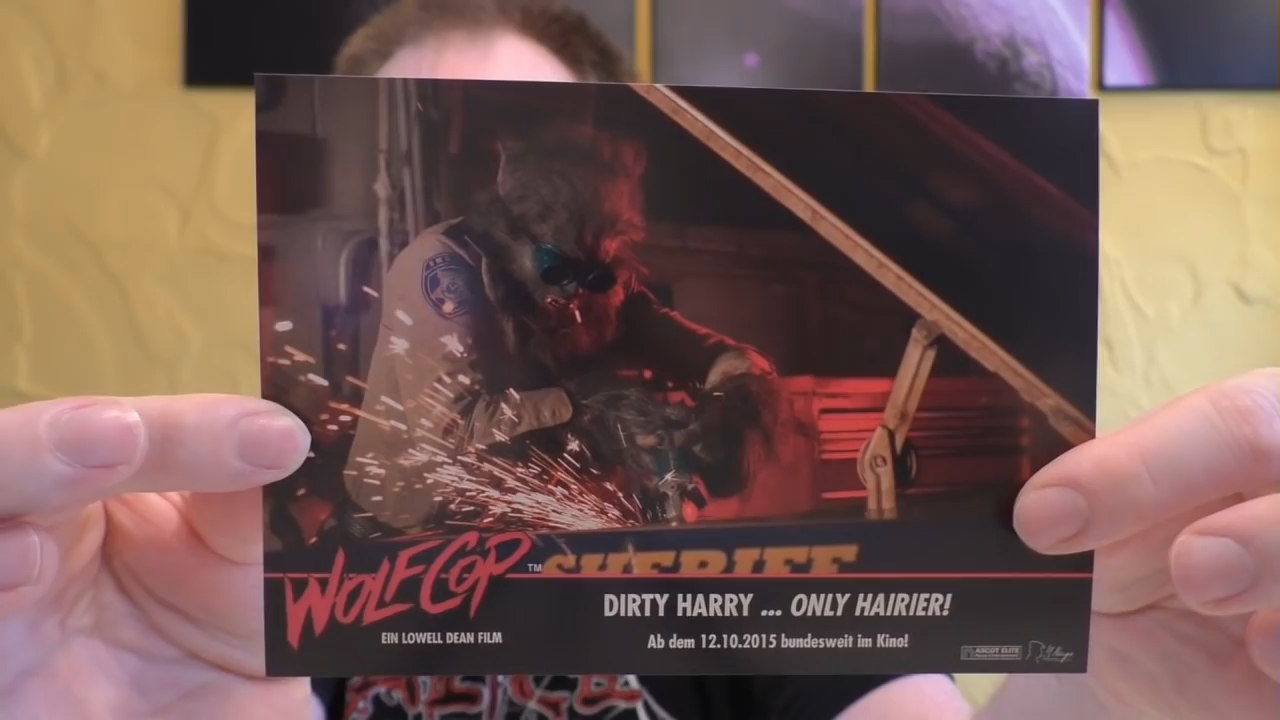 SHERIFF
WOLFCOP™
EIN LOWELL DEAN FILM
DIRTY HARRY ... ONLY HAIRIER!
Ab dem 12.10.2015 bundesweit im Kino!
ASCOT ELITE